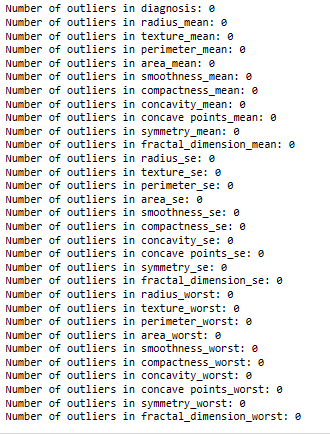 Number of outliers in diagnosis: 0
Number of outliers in radius_mean: 0
Number of outliers in texture_mean: 0
Number of outliers in perimeter_mean: 0
Number of outliers in area_mean: 0
Number of outliers in smoothness_mean: 0
Number of outliers in compactness_mean: 0
Number of outliers in concavity_mean: 0
Number of outliers in concave points_mean: 0
Number of outliers in symmetry_mean: 0
Number of outliers in fractal_dimension_mean: 0
Number of outliers in radius_se: 0
Number of outliers in texture_se: 0
Number of outliers in perimeter_se: 0
Number of outliers in area_se: 0
Number of outliers in smoothness_se: 0
Number of outliers in compactness_se: 0
Number of outliers in concavity_se: 0
Number of outliers in concave points_se: 0
Number of outliers in symmetry_se: 0
Number of outliers in fractal_dimension_se: 0
Number of outliers in radius_worst: 0
Number of outliers in texture_worst: 0
Number of outliers in perimeter_worst: 0
Number of outliers in area_worst: 0
Number of outliers in smoothness_worst: 0
Number of outliers in compactness_worst: 0
Number of outliers in concavity_worst: 0
Number of outliers in concave points_worst: 0
Number of outliers in symmetry_worst: 0
Number of outliers in fractal_dimension_worst: 0